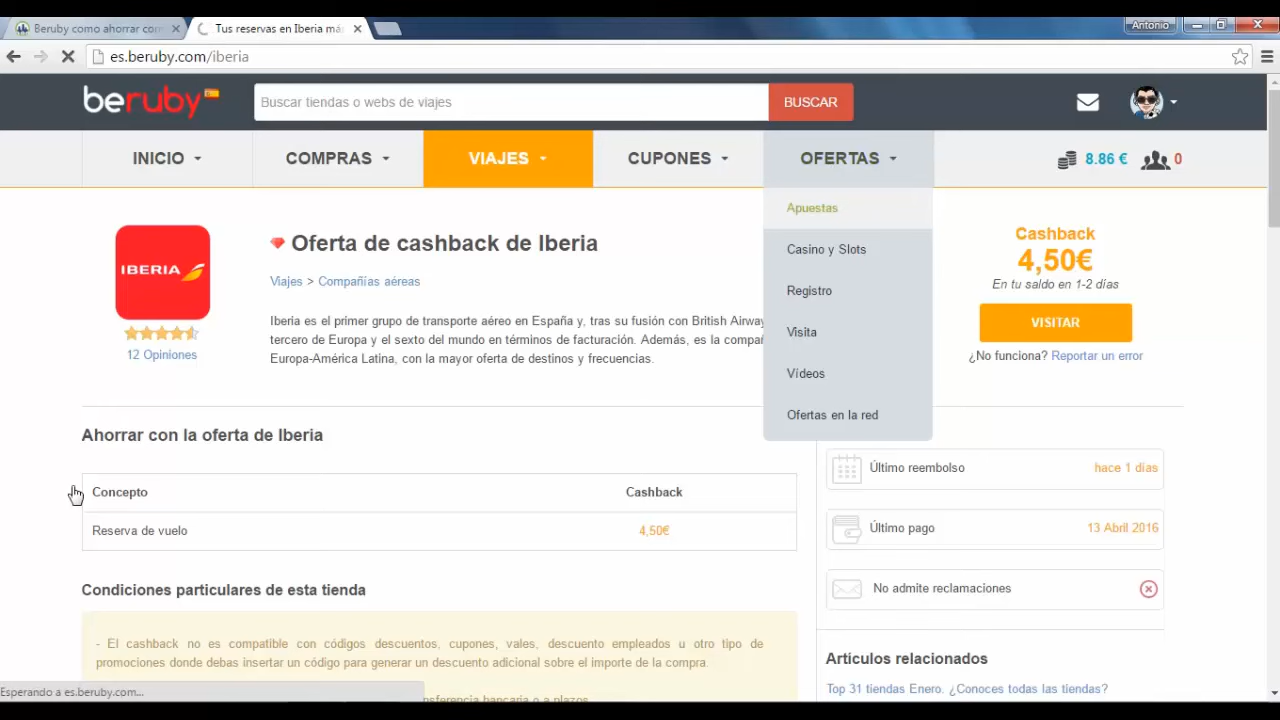 Beruby como ahorrar com
Tus reservas en Iberia má
Antonio
es.beruby.com/iberia
beruby
Buscar tiendas o webs de viajes
BUSCAR
INICIO
COMPRAS
VIAJES
CUPONES
OFERTAS
8.86 €
0
Apuestas
Casino y Slots
Registro
Visita
Vídeos
Ofertas en la red
IBERIA
12 Opiniones
Oferta de cashback de Iberia
Viajes > Compañías aéreas
Iberia es el primer grupo de transporte aéreo en España y, tras su fusión con British Airway
tercero de Europa y el sexto del mundo en términos de facturación. Además, es la compañ
Europa-América Latina, con la mayor oferta de destinos y frecuencias.
Cashback
4,50€
En tu saldo en 1-2 días
VISITAR
¿No funciona? Reportar un error
Ahorrar con la oferta de Iberia
Concepto Cashback
Reserva de vuelo 4,50€
Condiciones particulares de esta tienda
- El cashback no es compatible con códigos descuentos, cupones, vales, descuento empleados u otro tipo de
promociones donde debas insertar un código para generar un descuento adicional sobre el importe de la compra.
Último reembolso hace 1 días
Último pago 13 Abril 2016
No admite reclamaciones
Artículos relacionados
Top 31 tiendas Enero. ¿Conoces todas las tiendas?
Esperando a es.beruby.com...